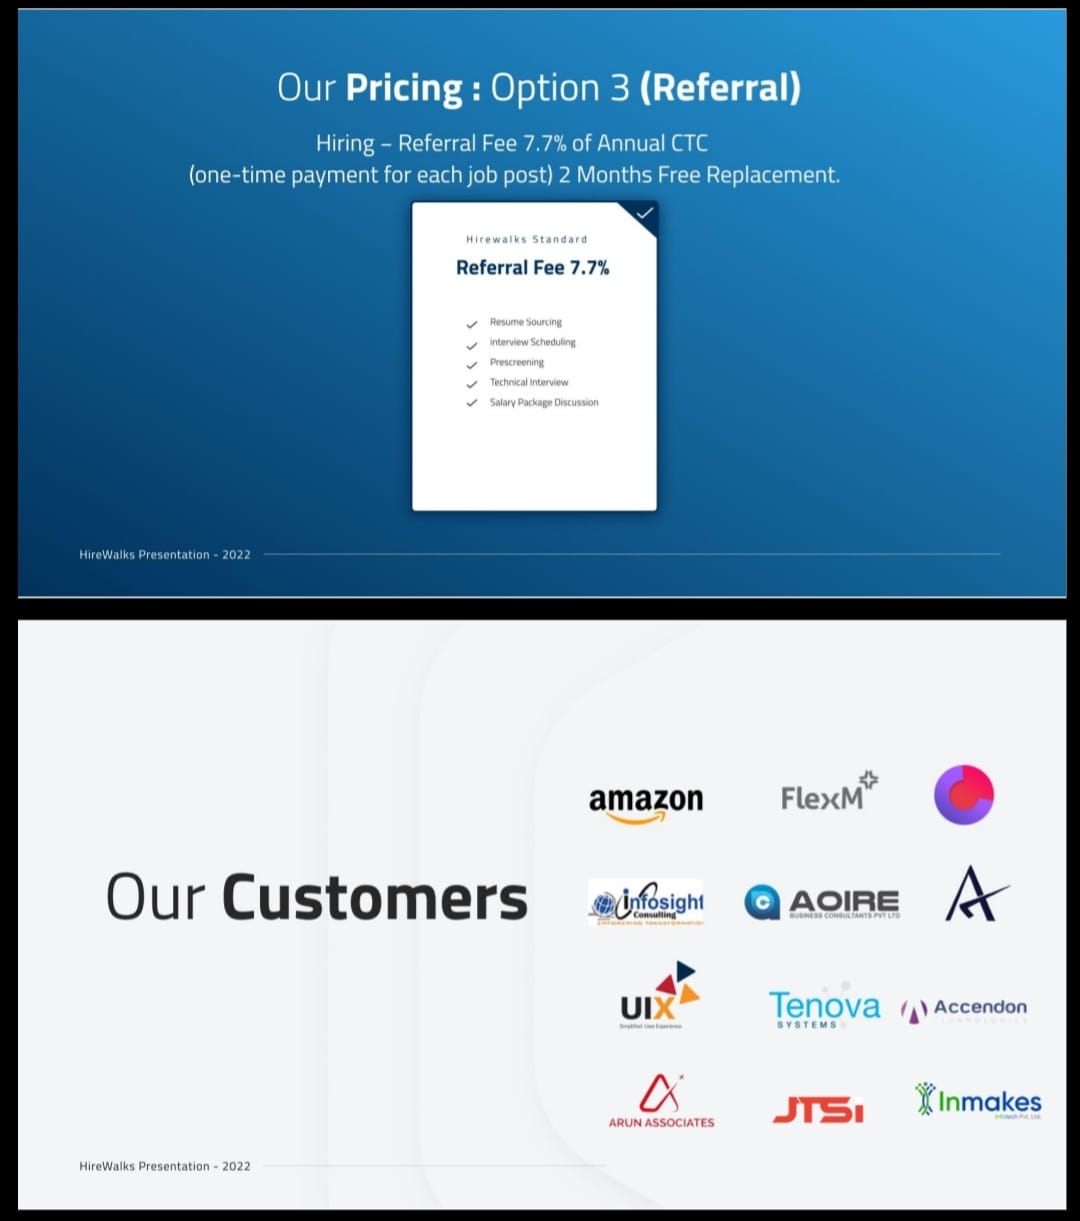 Our Pricing : Option 3 (Referral)
Hiring – Referral Fee 7.7% of Annual CTC
(one-time payment for each job post) 2 Months Free Replacement.
Hirewalks Standard
Referral Fee 7.7%
Resume Sourcing
interview Scheduling
Prescreening
Technical Interview
Salary Package Discussion
HireWalks Presentation - 2022
Our Customers
amazon
FlexM
infosight
Consulting
EMPOWERING TRANSFORMATION
AOIRE
BUSINESS CONSULTANTS PVT LTD
UIX
Simplified User Experience
Tenova
SYSTEMS
Accendon
ARUN ASSOCIATES
JTSi
Inmakes
Infotech Pvt. Ltd.
HireWalks Presentation - 2022